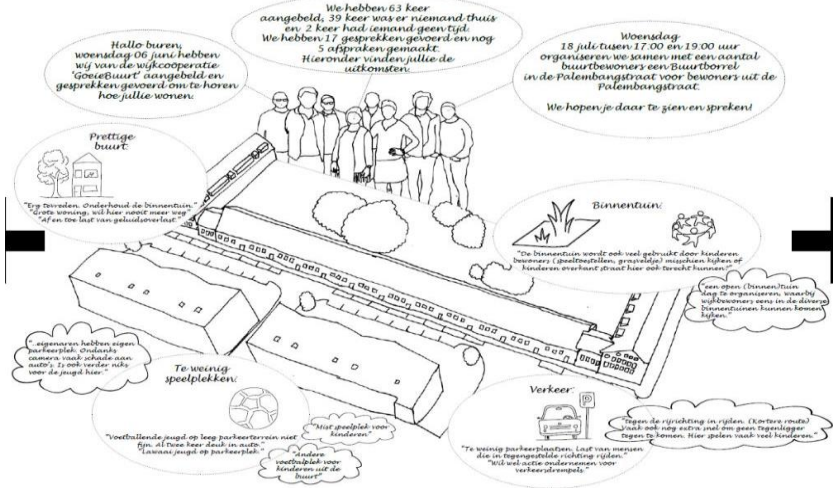 We hebben 63 keer
aangebeld, 39 keer was er niemand thuis
en 2 keer had iemand geen tijd.
We hebben 17 gesprekken gevoerd en nog
5 afspraken gemaakt.
Hieronder vinden jullie de
uitkomsten.
Hallo buren,
woensdag 06 juni hebben
wij van de wijkcoöperatie
'GoeieBuurt' aangebeld en
gesprekken gevoerd om te horen
hoe jullie wonen.
Woensdag
18 juli tusen 17.00 en 19.00 uur
organiseren we samen met een aantal
buurtbewoners een Buurtborrel
in de Palembangstraat voor bewoners uit de
Palembangstraat.
We hopen je daar te zien en spreken!
Prettige
buurt.
"Erg tevreden. Onderhoud de binnentuin."
"Grote woning, wil hier nooit meer weg"
"Af en toe last van geluidsoverlast."
Binnentuin.
"De binnentuin wordt ook veel gebruikt door kinderen
bewoners (speeltoestellen, grasveldje) misschien kijken of
kinderen overkant straat hier ook terecht kunnen."
"een open (binnen)tuin
dag te organiseren, waarbij
wijkbewoners eens in de diverse
binnentuinen kunnen komen
kijken."
"..eigenaren hebben eigen
parkeerplek. Ondanks
camera vaak schade aan
auto's. Is ook verder niks
voor de jeugd hier."
Te weinig
speelplekken.
"Voetballende jeugd op leeg parkeerterrein niet
fijn. Al twee keer deuk in auto."
"Lawaai jeugd op parkeerplek."
"Mist speelplek voor
kinderen"
"Andere
voetbalplek voor
kinderen uit de
buurt"
Verkeer.
P
"Te weinig parkeerplaatsen. Last van mensen
die in tegengestelde richting rijden."
"Wil wel actie ondernemen voor
verkeersdrempels."
"Tegen de rijrichting in rijden. (Kortere route)
Vaak ook nog extra snel om geen tegenligger
tegen te komen. Hier spelen vaak veel kinderen."